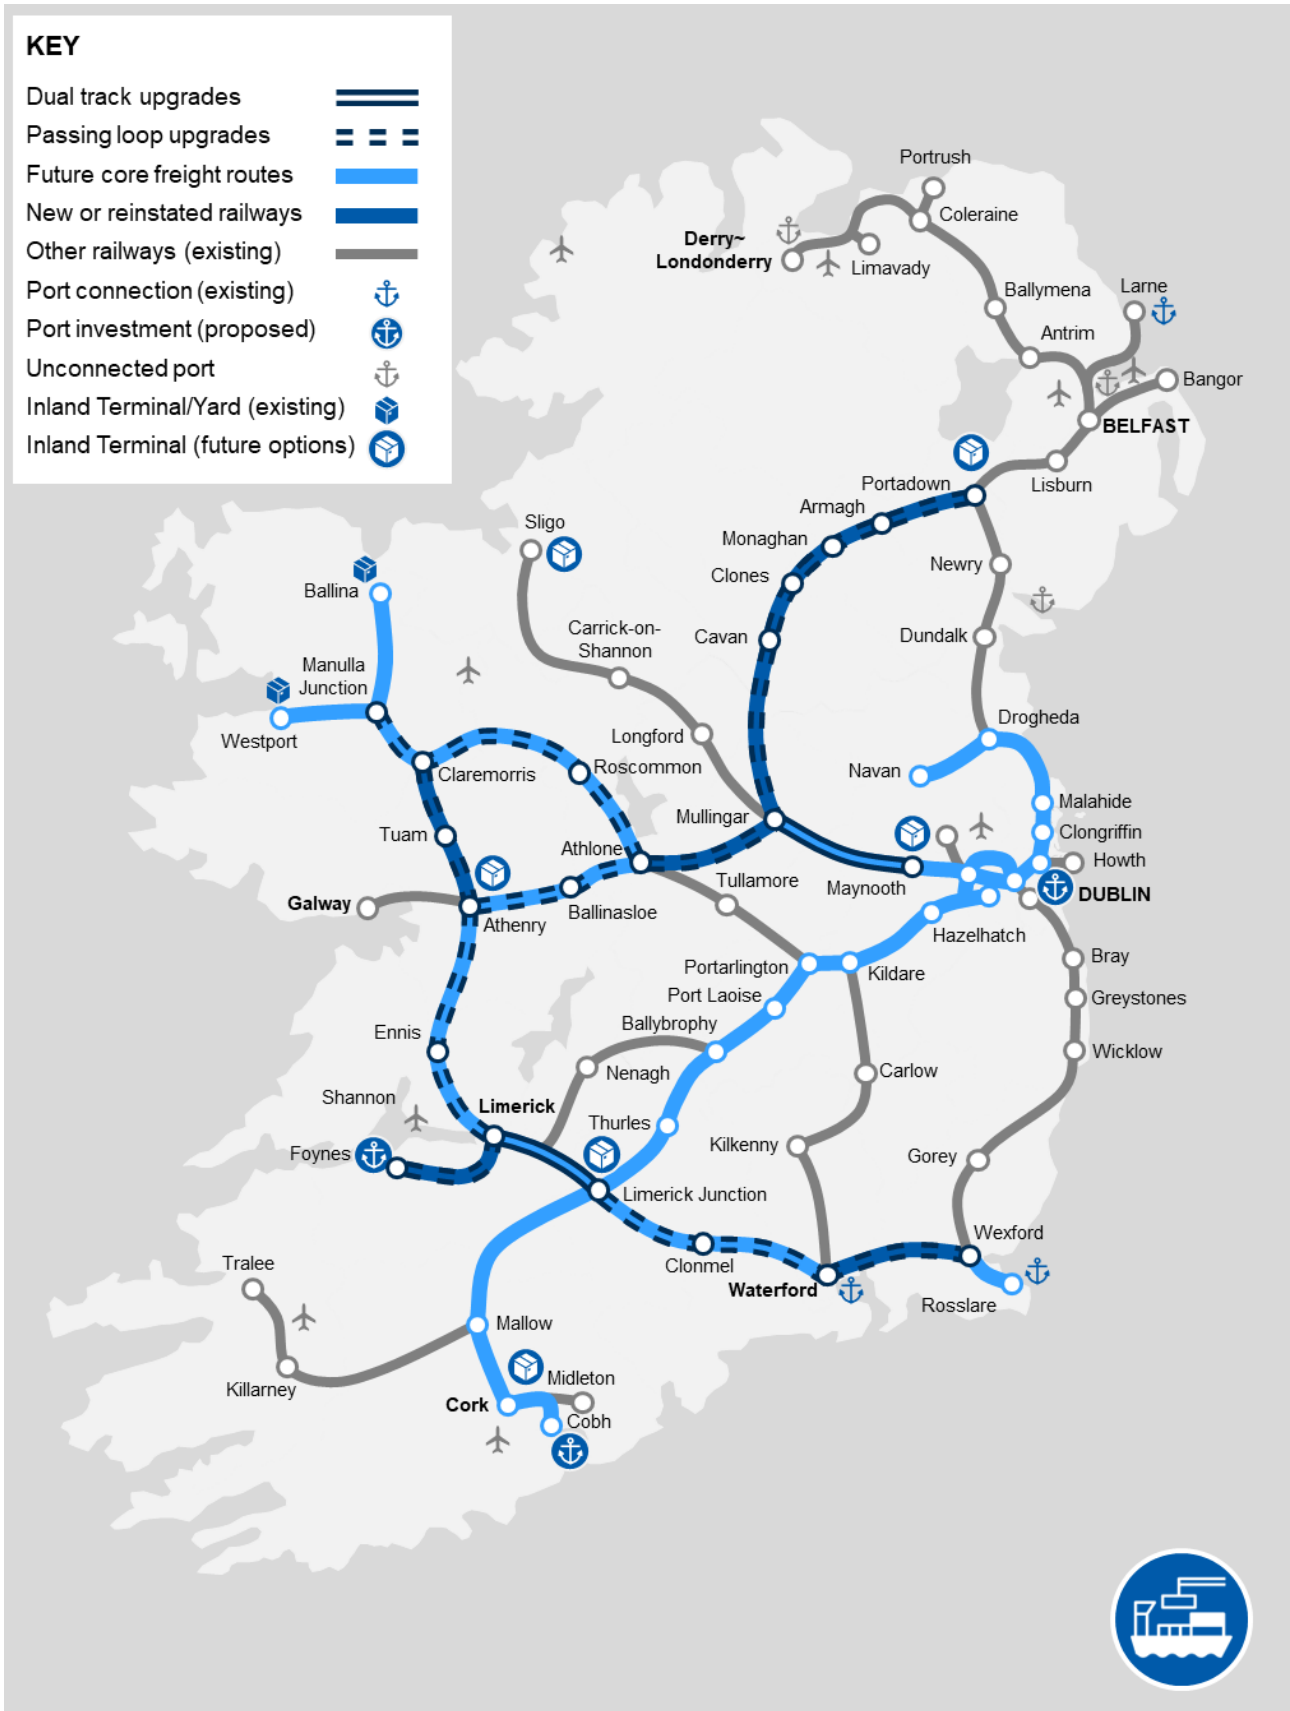 KEY
Dual track upgrades
Passing loop upgrades
Future core freight routes
New or reinstated railways
Other railways (existing)
Port connection (existing)
Port investment (proposed)
Unconnected port
Inland Terminal/Yard (existing)
Inland Terminal (future options)
Portrush
Coleraine
Derry~
Londonderry
Limavady
Ballymena
Larne
Antrim
Bangor
BELFAST
Lisburn
Portadown
Armagh
Monaghan
Clones
Cavan
Newry
Dundalk
Sligo
Ballina
Carrick-on-
Shannon
Manulla
Junction
Westport
Longford
Drogheda
Navan
Claremorris
Roscommon
Malahide
Clongriffin
Mullingar
Tuam
Athlone
Howth
Tullamore
Maynooth
DUBLIN
Galway
Ballinasloe
Athenry
Hazelhatch
Bray
Portarlington
Kildare
Port Laoise
Greystones
Ballybrophy
Ennis
Wicklow
Nenagh
Carlow
Shannon
Limerick
Thurles
Foynes
Kilkenny
Gorey
Limerick Junction
Wexford
Clonmel
Tralee
Waterford
Rosslare
Mallow
Killarney
Midleton
Cork
Cobh